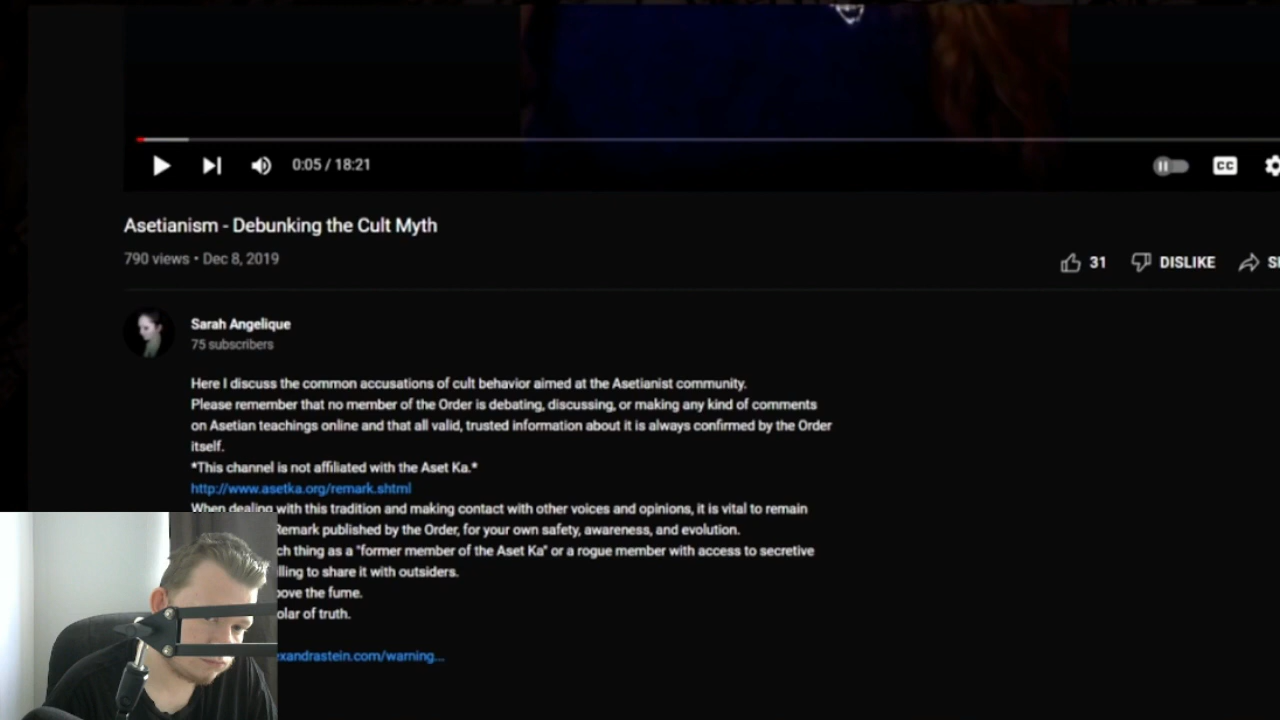 0:05 / 18:21
CC
Asetianism - Debunking the Cult Myth
790 views • Dec 8, 2019
31
DISLIKE
Sarah Angelique
75 subscribers
Here I discuss the common accusations of cult behavior aimed at the Asetianist community.
Please remember that no member of the Order is debating, discussing, or making any kind of comments
on Asetian teachings online and that all valid, trusted information about it is always confirmed by the Order
itself.
*This channel is not affiliated with the Aset Ka.*
http://www.asetka.org/remark.shtml
When dealing with this tradition and making contact with other voices and opinions, it is vital to remain
Remark published by the Order, for your own safety, awareness, and evolution.
ch thing as a "former member of the Aset Ka" or a rogue member with access to secretive
lling to share it with outsiders.
ove the fume.
olar of truth.
xandrastein.com/warning...